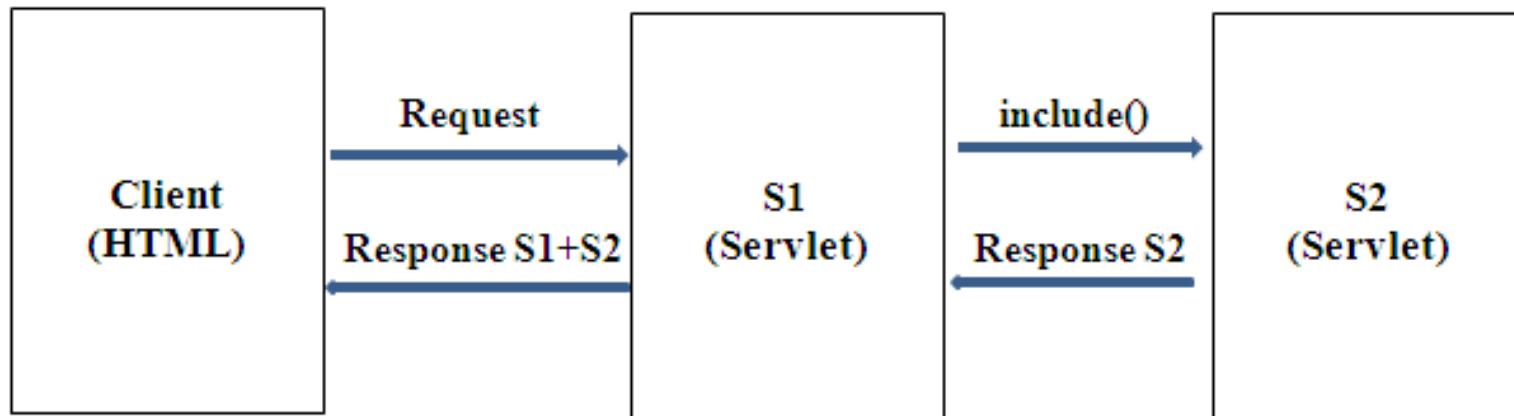 Client
(HTML)
Request
Response S1+S2
S1
(Servlet)
include()
Response S2
S2
(Servlet)